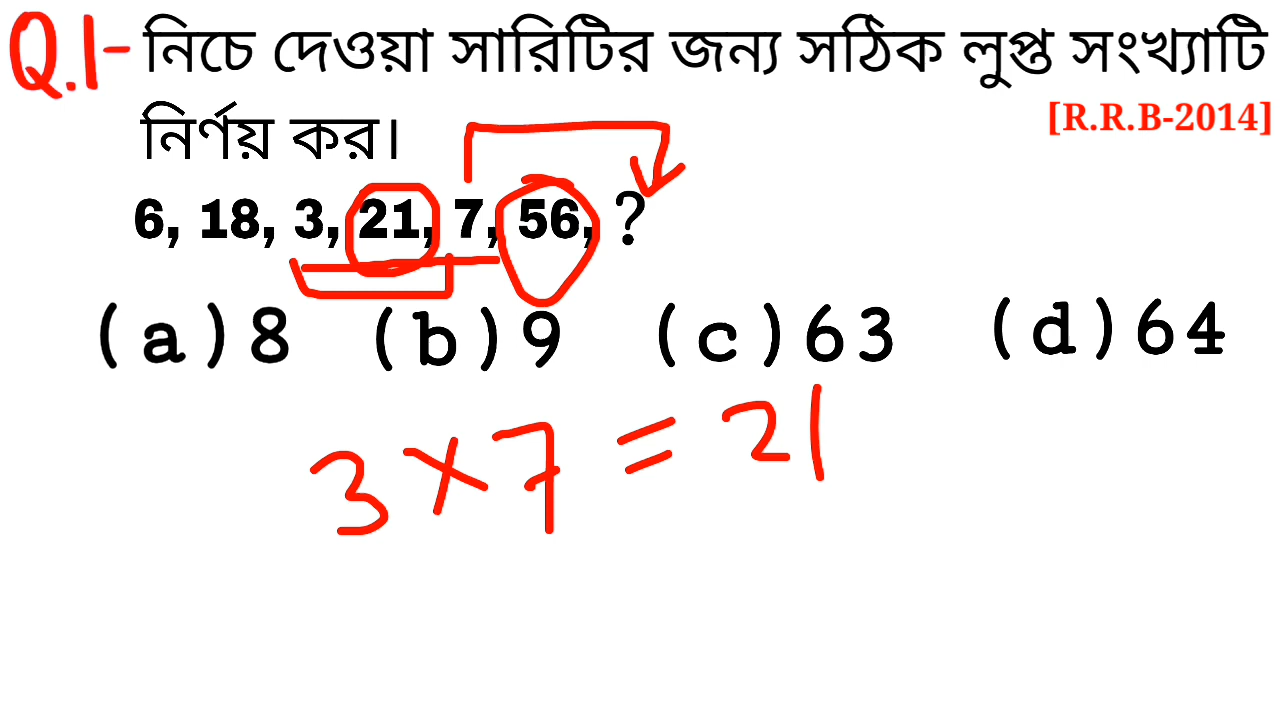 Q.1- নিচে দেওয়া সারিটির জন্য সঠিক লুপ্ত সংখ্যাটি
নির্ণয় কর।
[R.R.B-2014]
6, 18, 3, 21, 7, 56, ?
(a) 8 (b) 9 (c) 63 (d) 64
3 × 7 = 21